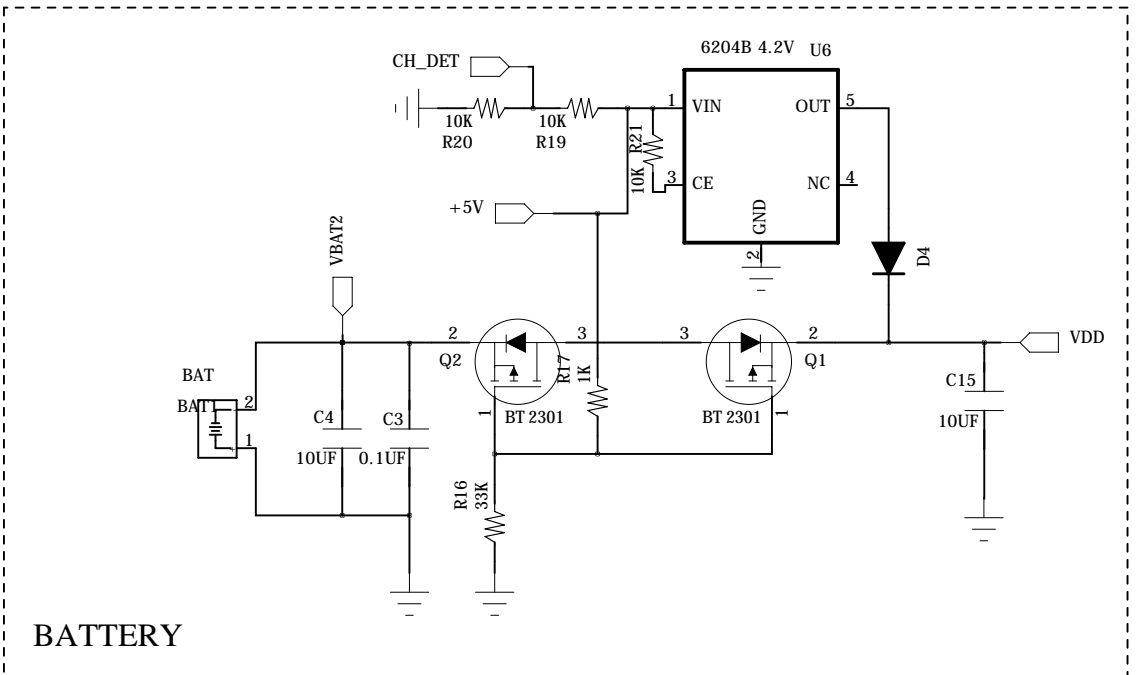 6204B 4.2V U6
CH_DET
1 VIN OUT 5
10K 10K
R20 R19
R21
10K
3 CE NC 4
GND
2
+5V
VBAT2
D4
2 3 3 2
Q2 Q1
VDD
R17
1K
BAT
BAT1
2
1
1 BT 2301 BT 2301 1
C15
10UF
C4 C3
10UF 0.1UF
R16
33K
BATTERY